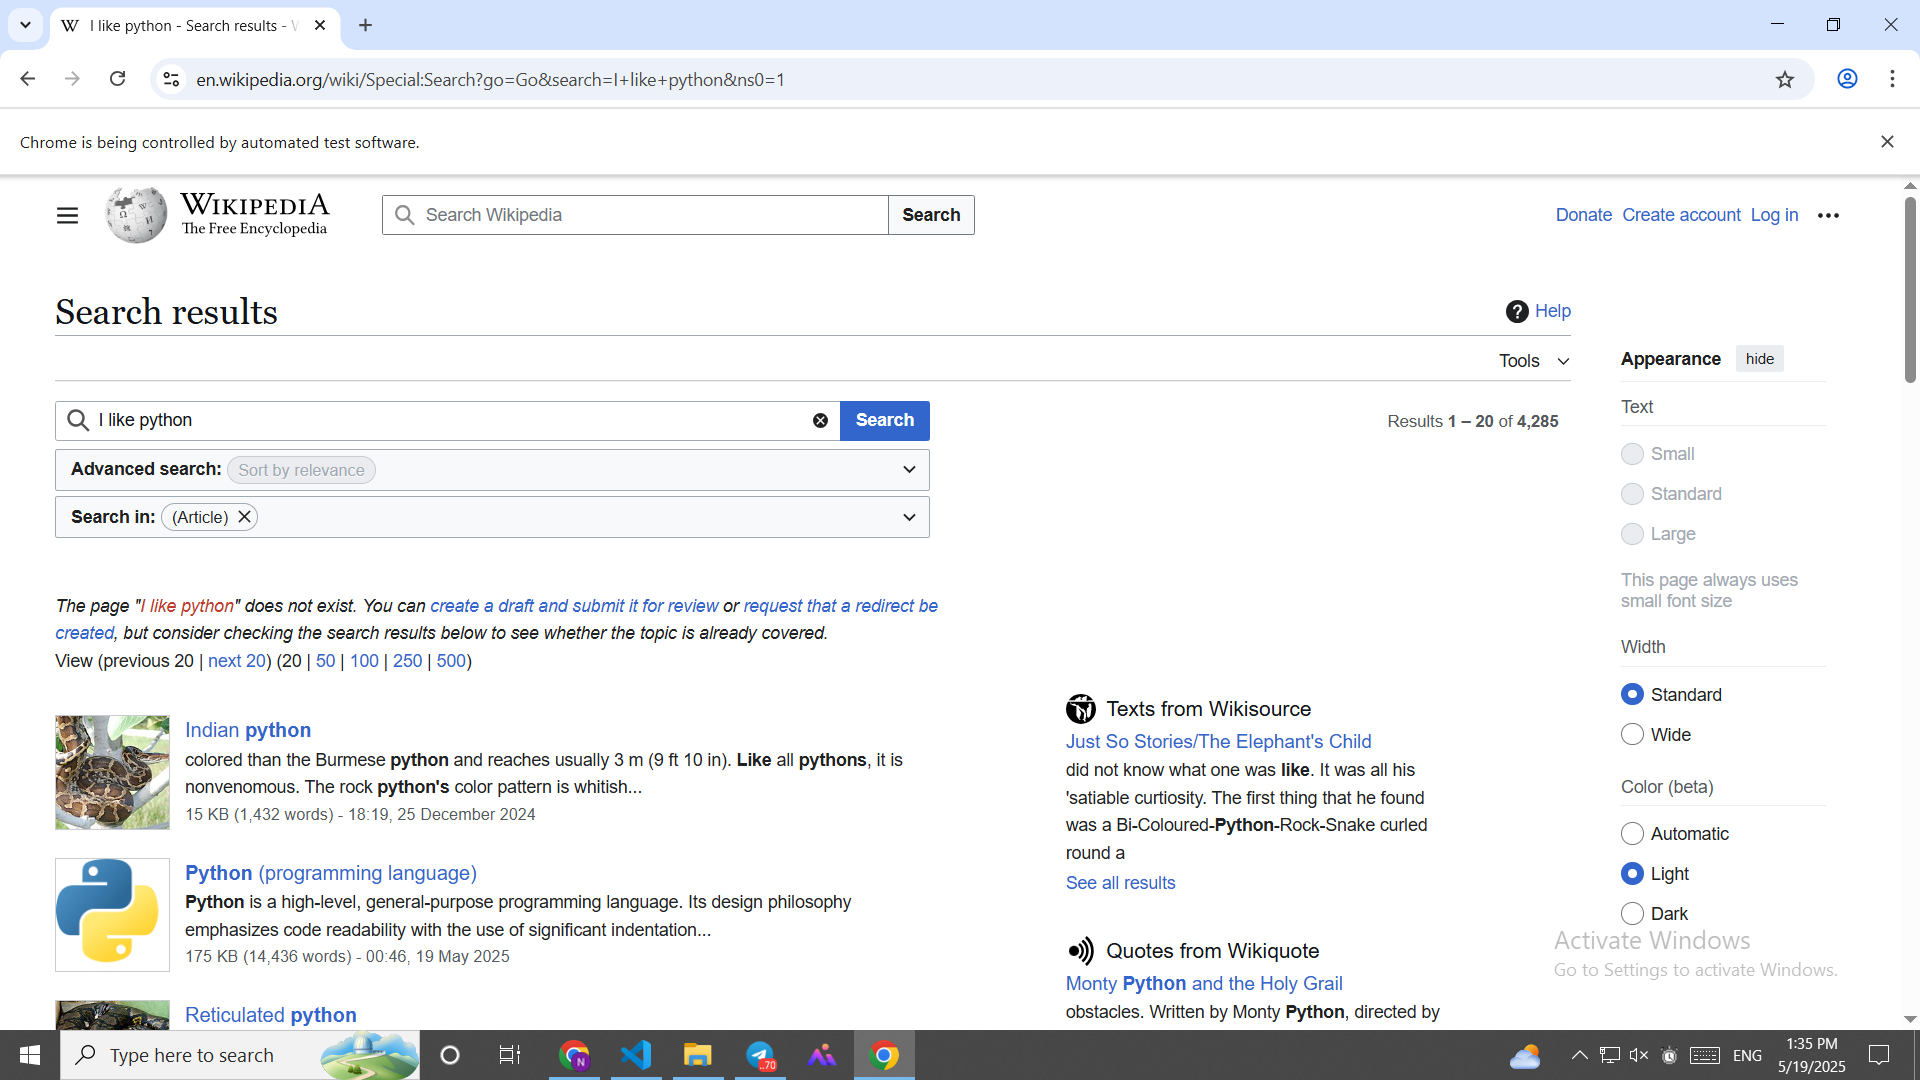 I like python - Search results - W
en.wikipedia.org/wiki/Special:Search?go=Go&search=I+like+python&ns0=1
Chrome is being controlled by automated test software.
WIKIPEDIA
The Free Encyclopedia
Search Wikipedia
Search
Donate Create account Log in
Search results
Help
Tools
I like python
Search
Results 1 – 20 of 4,285
Advanced search: Sort by relevance
Search in: (Article)
The page "I like python" does not exist. You can create a draft and submit it for review or request that a redirect be
created, but consider checking the search results below to see whether the topic is already covered.
View (previous 20 | next 20) (20 | 50 | 100 | 250 | 500)
Indian python
colored than the Burmese python and reaches usually 3 m (9 ft 10 in). Like all pythons, it is
nonvenomous. The rock python's color pattern is whitish...
15 KB (1,432 words) - 18:19, 25 December 2024
Python (programming language)
Python is a high-level, general-purpose programming language. Its design philosophy
emphasizes code readability with the use of significant indentation...
175 KB (14,436 words) - 00:46, 19 May 2025
Reticulated python
Texts from Wikisource
Just So Stories/The Elephant's Child
did not know what one was like. It was all his
'satiable curtiosity. The first thing that he found
was a Bi-Coloured-Python-Rock-Snake curled
round a
See all results
Quotes from Wikiquote
Monty Python and the Holy Grail
obstacles. Written by Monty Python, directed by
Appearance hide
Text
Small
Standard
Large
This page always uses
small font size
Width
Standard
Wide
Color (beta)
Automatic
Light
Dark
Activate Windows
Go to Settings to activate Windows.
Type here to search
N
..70
ENG
1:35 PM
5/19/2025